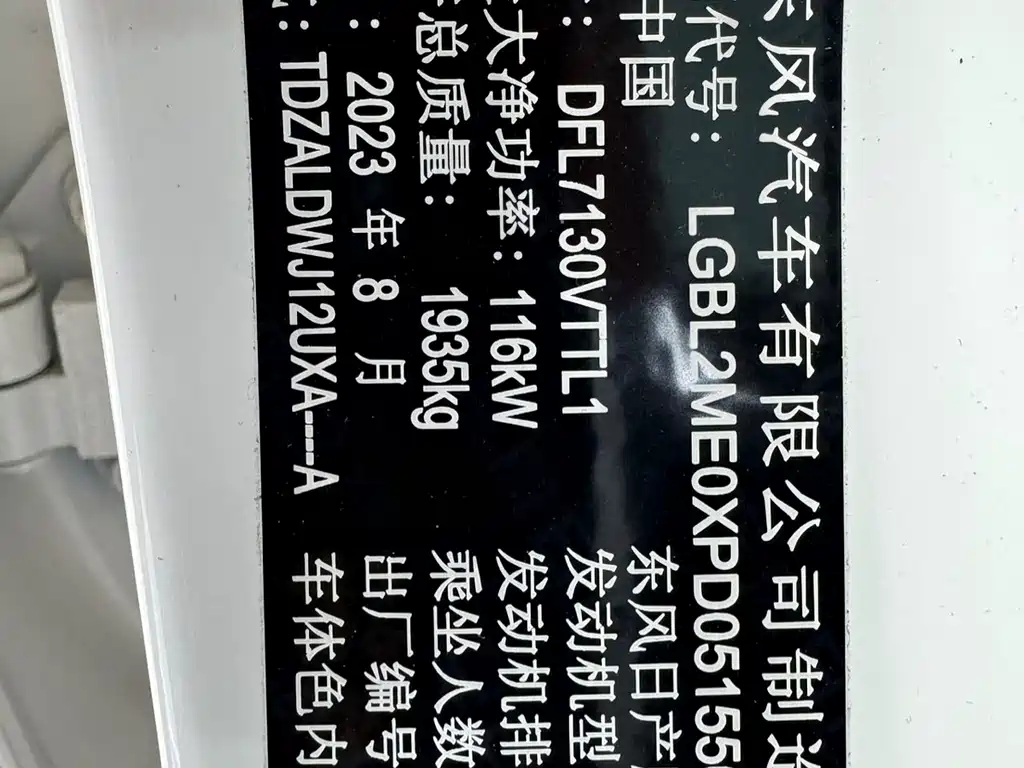 东风汽车有限公司制造
代号：LGBL2ME0XPD05155
中国 东风日产
：DFL7130VTTL1 发动机型
大净功率：116kW 发动机排
总质量：1935kg 乘坐人数
：2023 年 8 月 出厂编号
：TDZALDWJ12UXA---A 车体色内